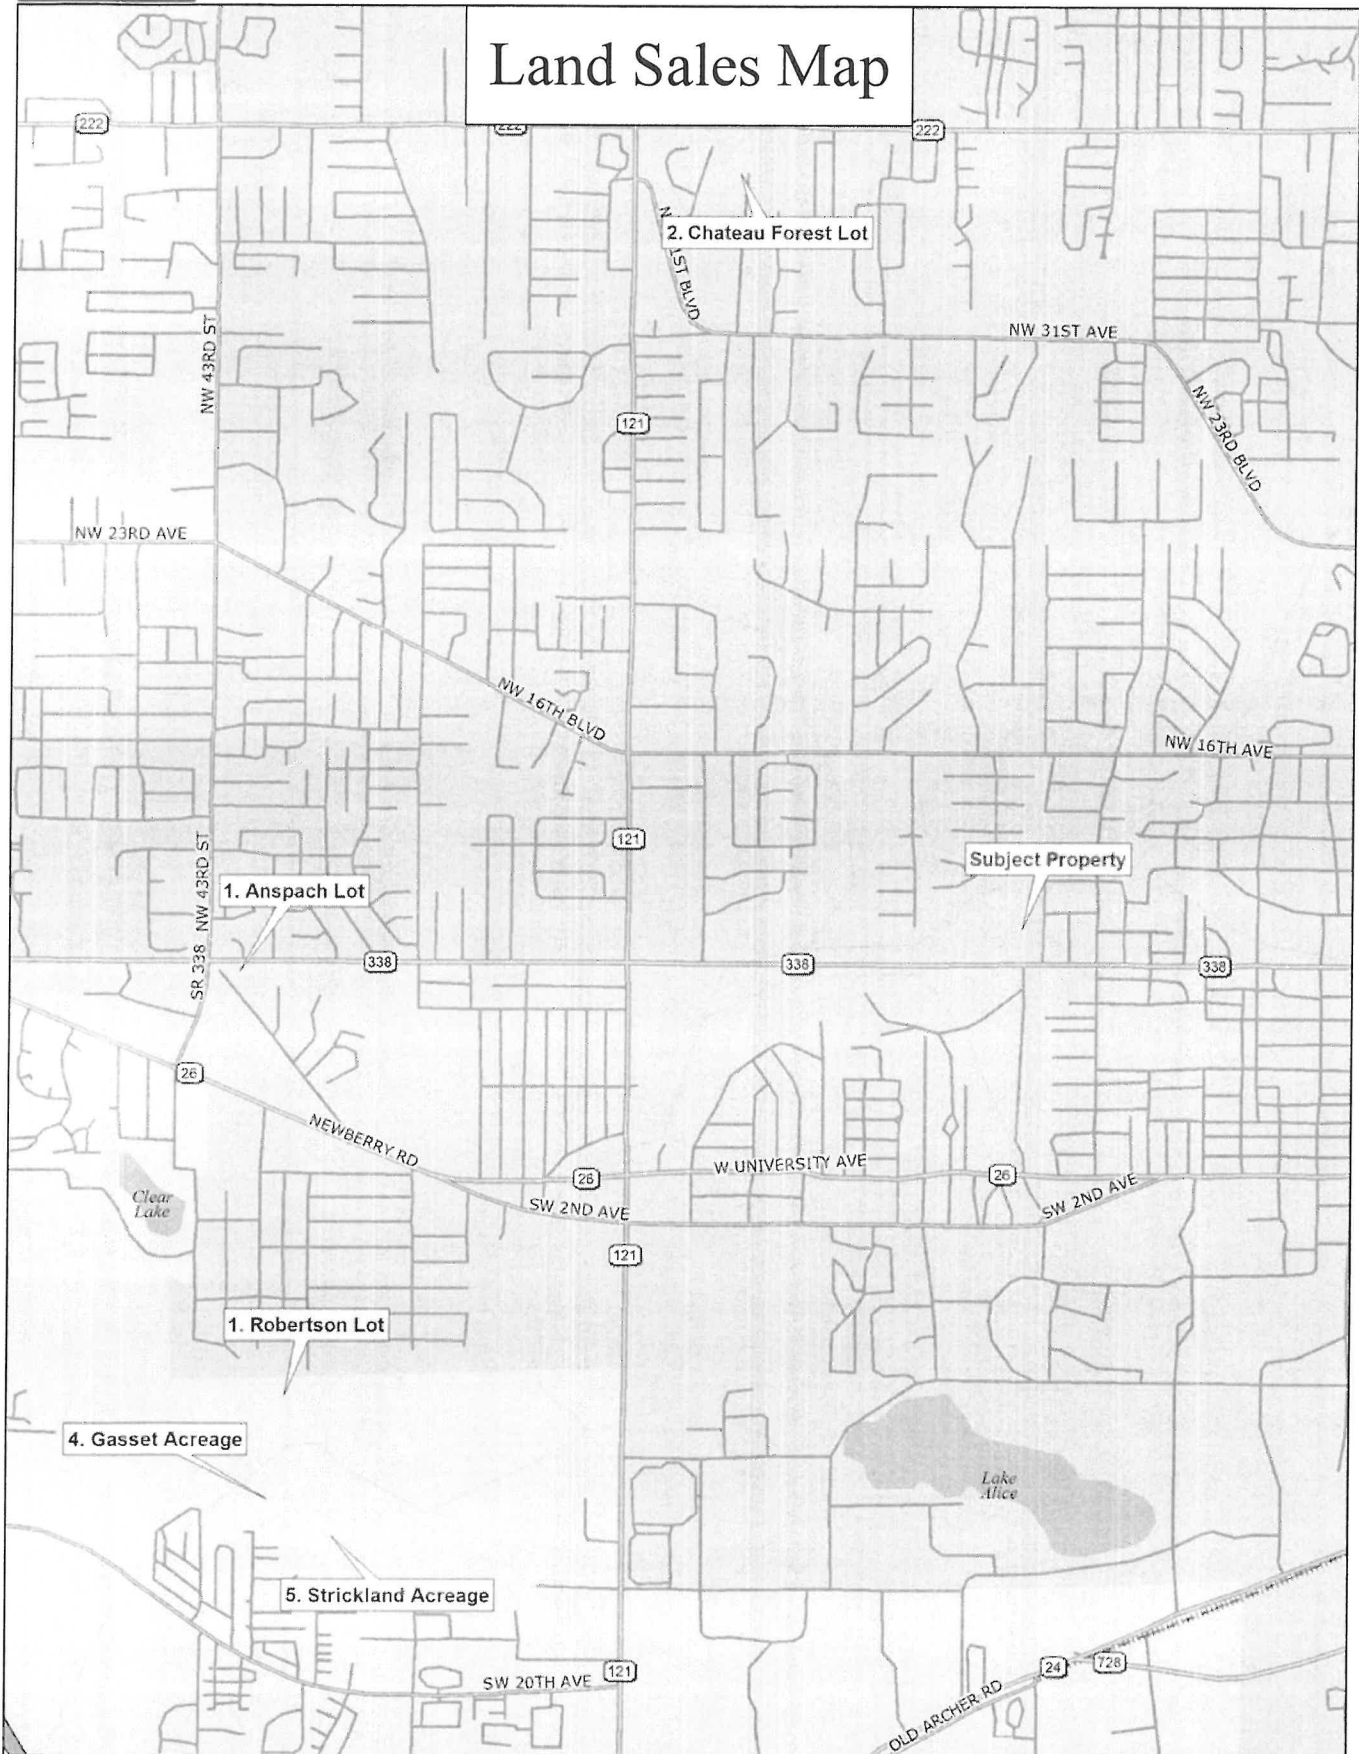 Land Sales Map
222
222
222
2. Chateau Forest Lot
1ST BLVD
NW 31ST AVE
NW 43RD ST
121
NW 23RD BLVD
NW 23RD AVE
NW 16TH BLVD
NW 16TH AVE
121
Subject Property
NW 43RD ST
1. Anspach Lot
338
338
338
SR 338
26
NEWBERRY RD
W UNIVERSITY AVE
26
26
Clear
Lake
SW 2ND AVE
SW 2ND AVE
121
1. Robertson Lot
4. Gasset Acreage
Lake
Alice
5. Strickland Acreage
SW 20TH AVE
121
24
728
OLD ARCHER RD